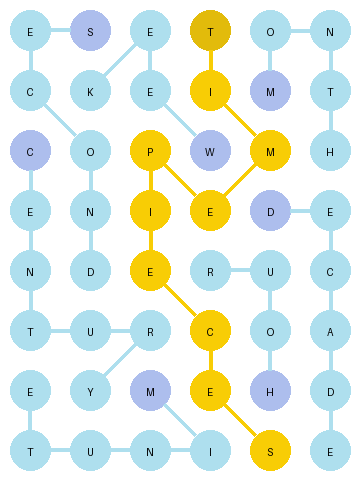 E S E T O N
C K E I M T
C O P W M H
E N I E D E
N D E R U C
T U R C O A
E Y M E H D
T U N I S E